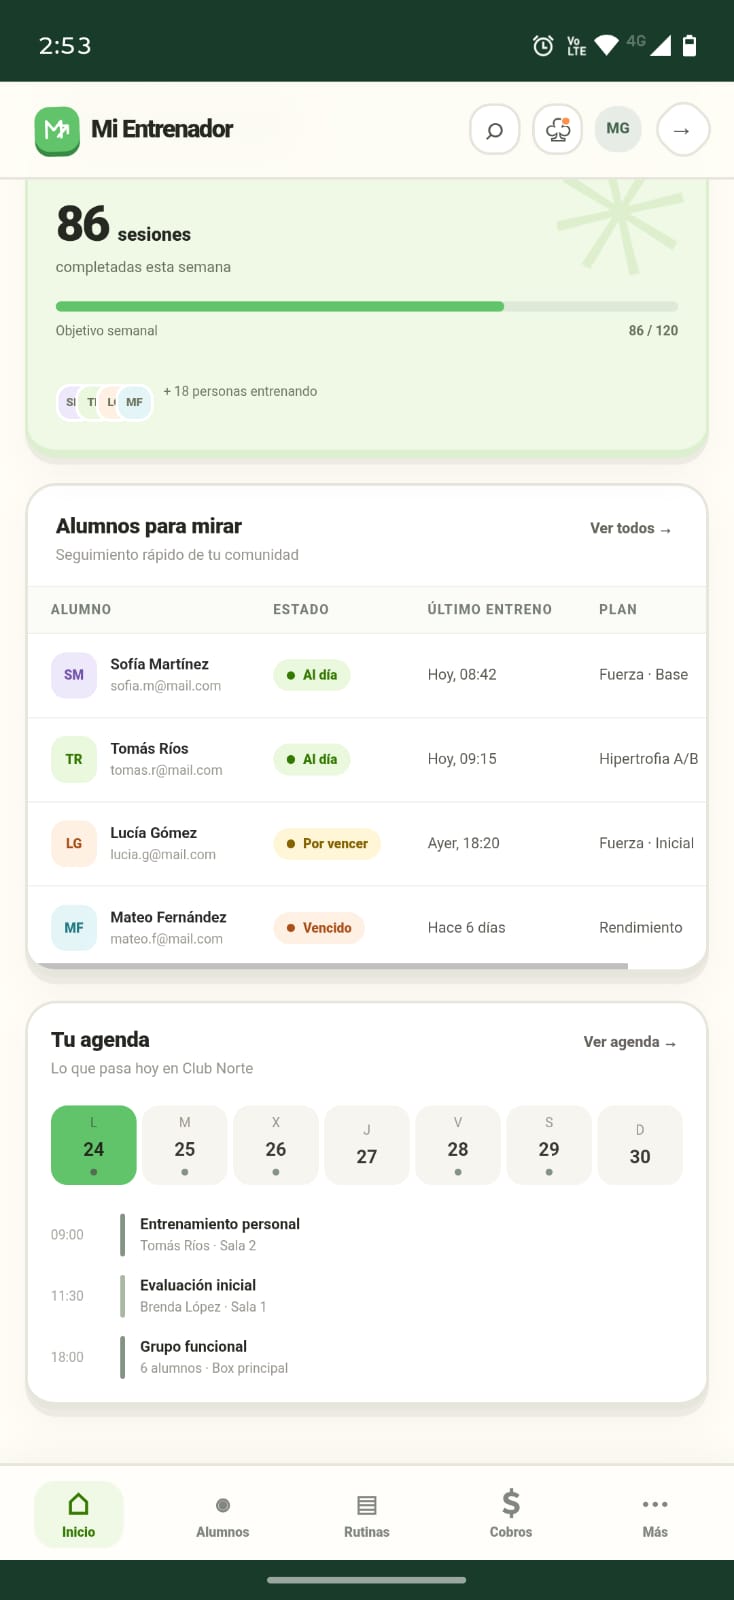 2:53
Vo
LTE
4G
Mi Entrenador
MG
→
86 sesiones
completadas esta semana
Objetivo semanal
86 / 120
MF
+ 18 personas entrenando
Alumnos para mirar
Ver todos →
Seguimiento rápido de tu comunidad
ALUMNO ESTADO ÚLTIMO ENTRENO PLAN
SM Sofía Martínez Al día Hoy, 08:42 Fuerza · Base
sofia.m@mail.com
TR Tomás Ríos Al día Hoy, 09:15 Hipertrofia A/B
tomas.r@mail.com
LG Lucía Gómez Por vencer Ayer, 18:20 Fuerza · Inicial
lucia.g@mail.com
MF Mateo Fernández Vencido Hace 6 días Rendimiento
mateo.f@mail.com
Tu agenda
Ver agenda →
Lo que pasa hoy en Club Norte
L M X J V S D
24 25 26 27 28 29 30
09:00 Entrenamiento personal
Tomás Ríos · Sala 2
11:30 Evaluación inicial
Brenda López · Sala 1
18:00 Grupo funcional
6 alumnos · Box principal
Inicio Alumnos Rutinas Cobros Más